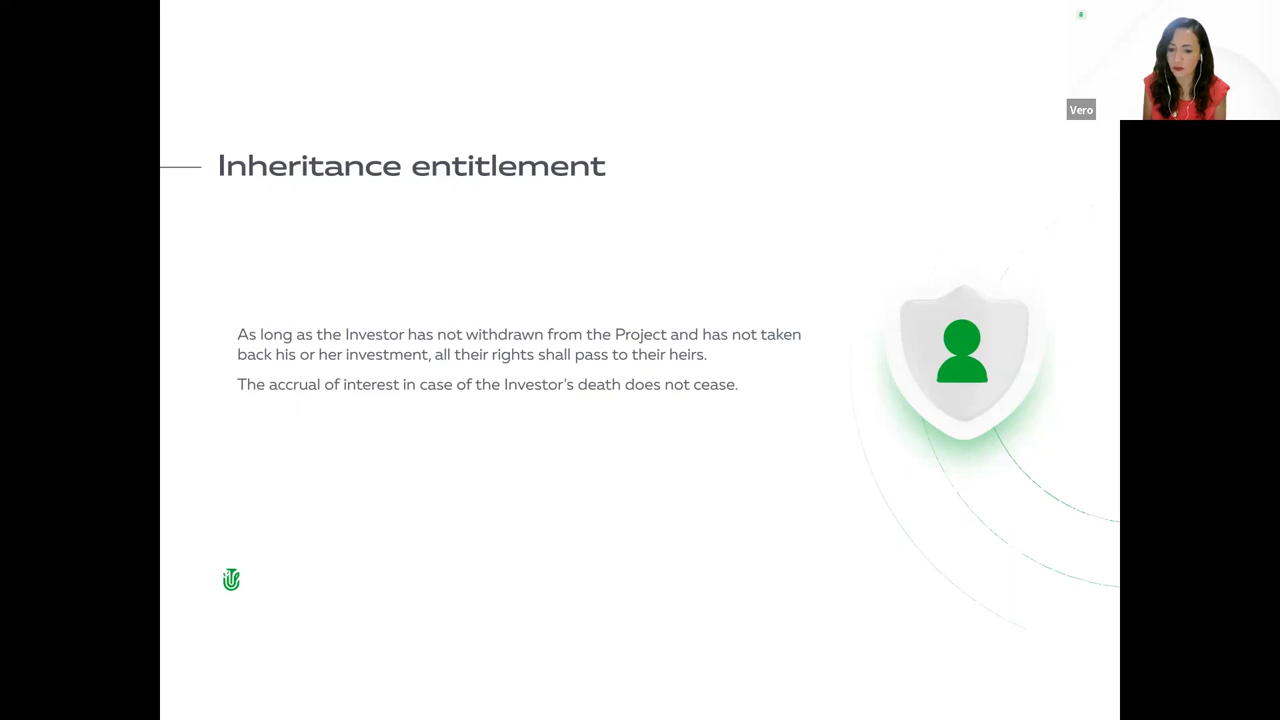 Vero
Inheritance entitlement
As long as the Investor has not withdrawn from the Project and has not taken
back his or her investment, all their rights shall pass to their heirs.
The accrual of interest in case of the Investor's death does not cease.